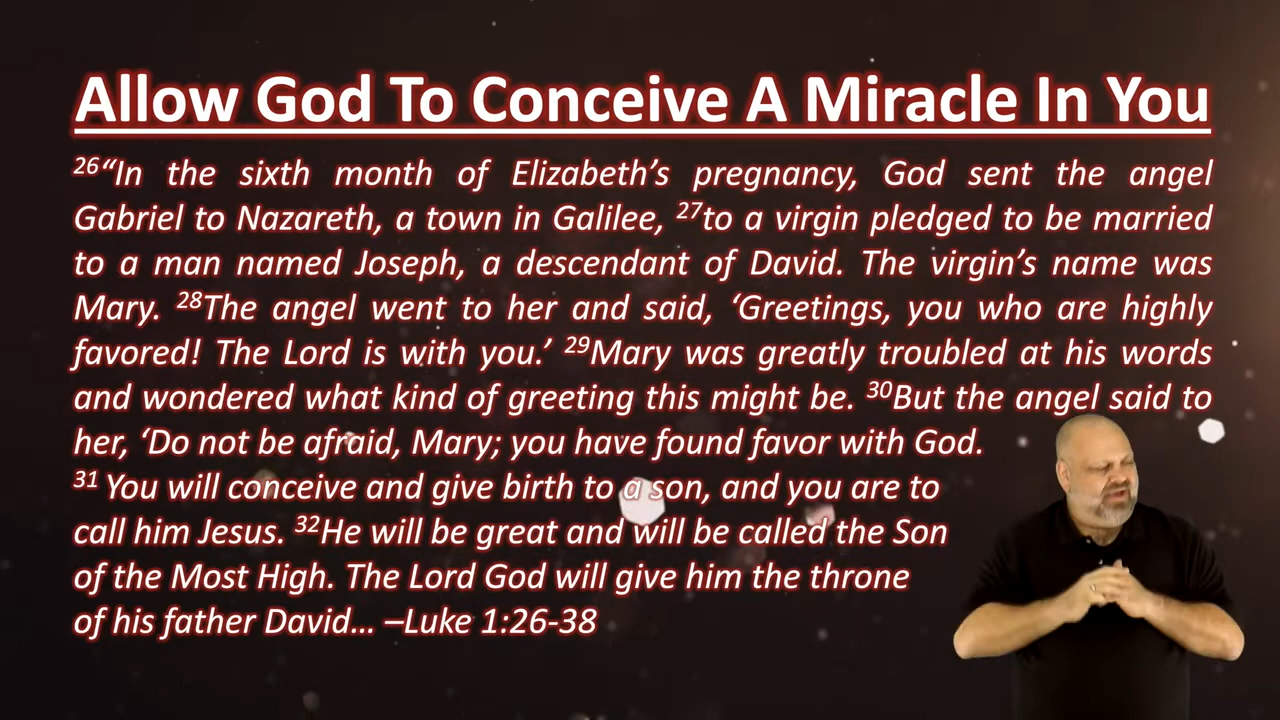 Allow God To Conceive A Miracle In You
26“In the sixth month of Elizabeth’s pregnancy, God sent the angel
Gabriel to Nazareth, a town in Galilee, 27to a virgin pledged to be married
to a man named Joseph, a descendant of David. The virgin’s name was
Mary. 28The angel went to her and said, ‘Greetings, you who are highly
favored! The Lord is with you.’ 29Mary was greatly troubled at his words
and wondered what kind of greeting this might be. 30But the angel said to
her, ‘Do not be afraid, Mary; you have found favor with God.
31 You will conceive and give birth to a son, and you are to
call him Jesus. 32He will be great and will be called the Son
of the Most High. The Lord God will give him the throne
of his father David… –Luke 1:26-38